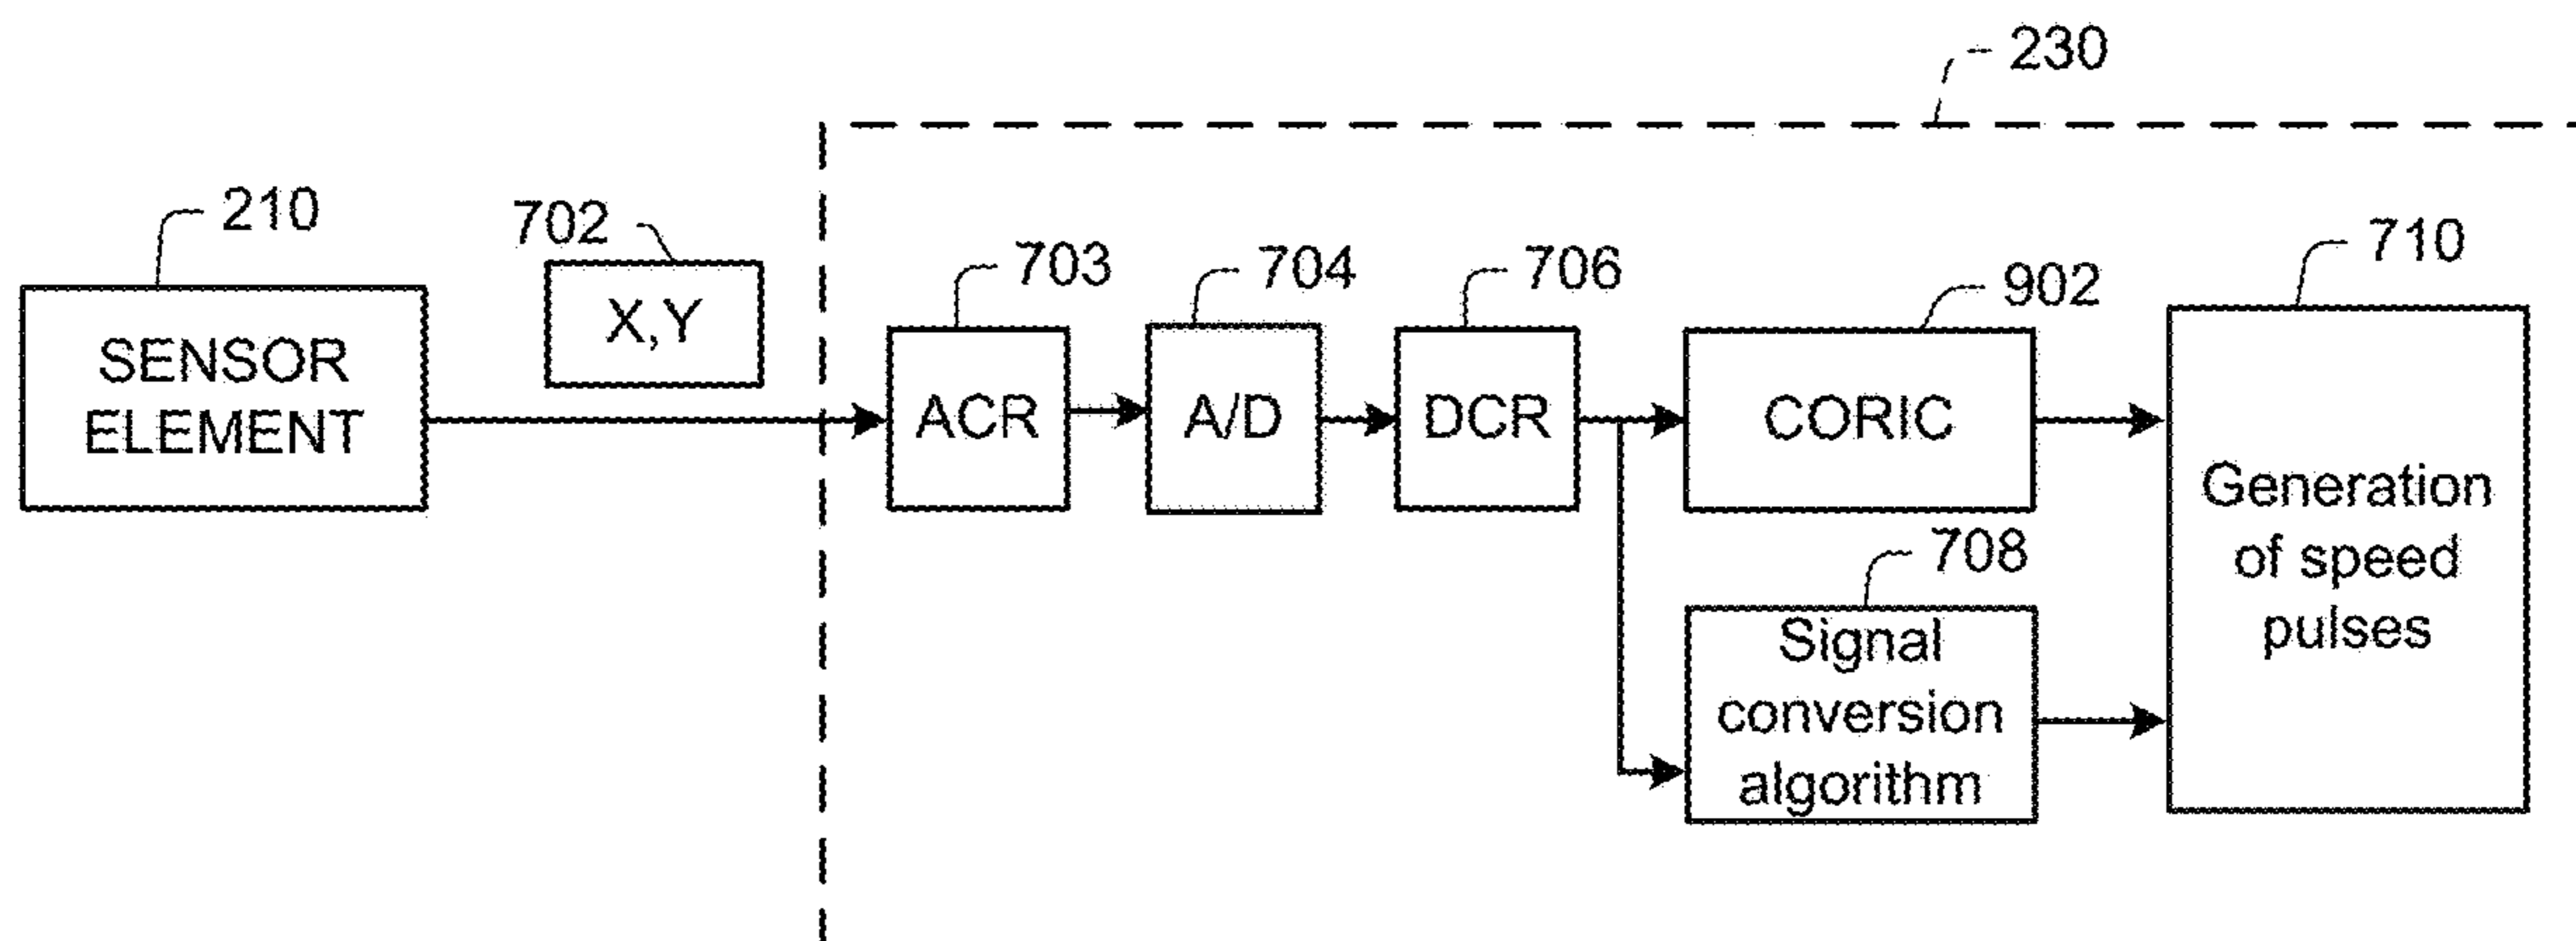 230
210
702
703
704
706
902
710
SENSOR
ELEMENT
X,Y
ACR
A/D
DCR
CORIC
Generation
of speed
pulses
708
Signal
conversion
algorithm